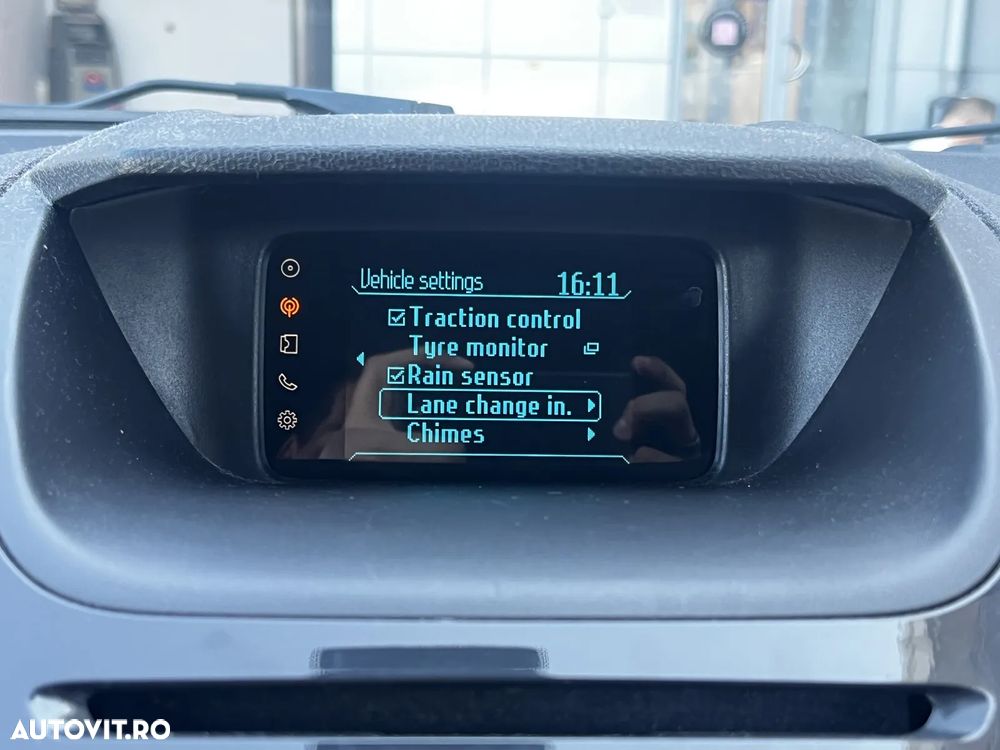 Vehicle settings 16:11
Traction control
Tyre monitor
Rain sensor
Lane change in.
Chimes
AUTOVIT.RO